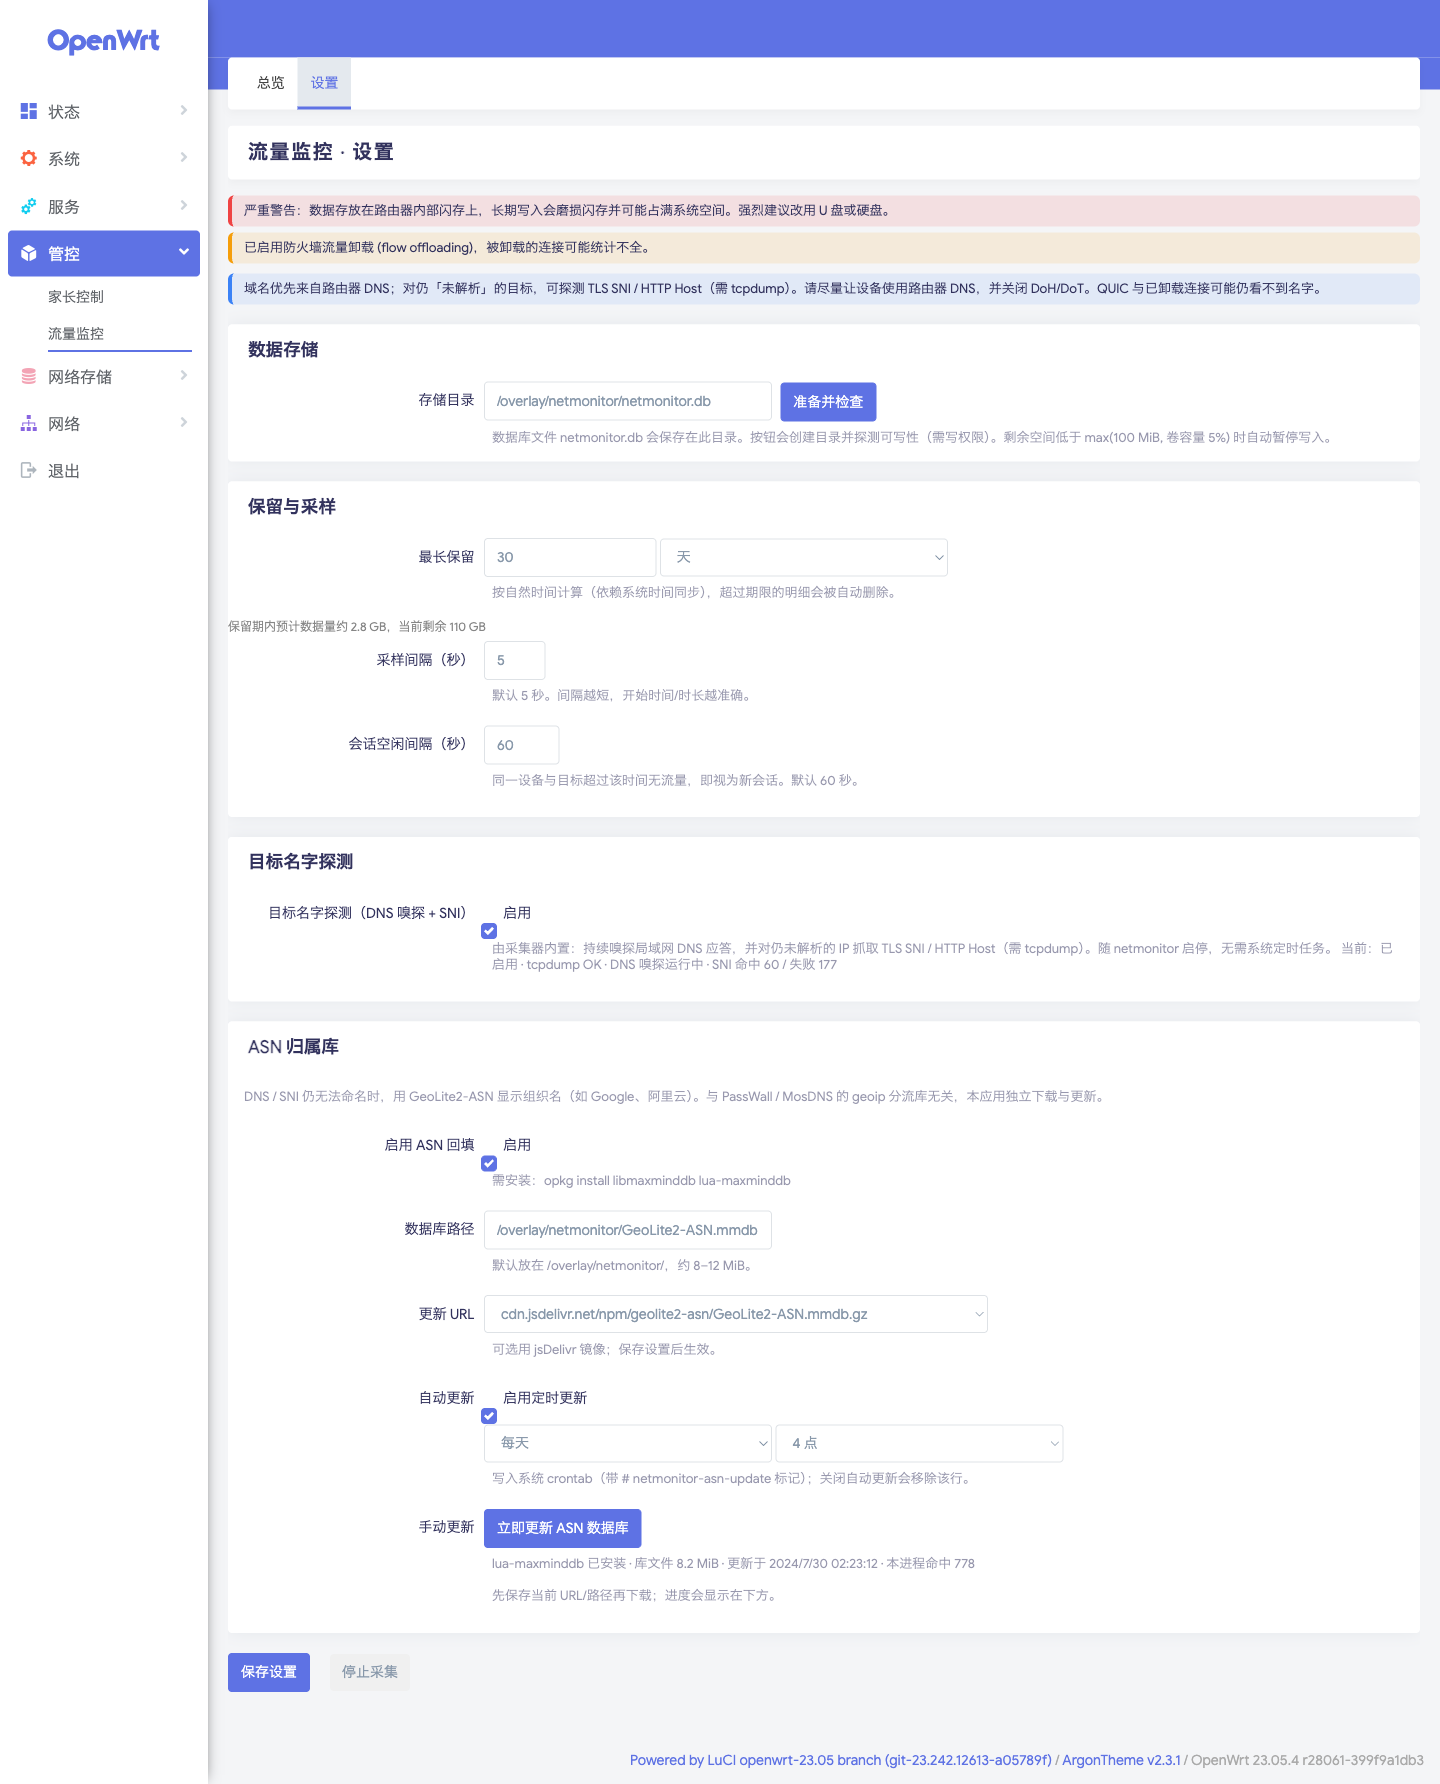 OpenWrt
状态
系统
服务
管控
家长控制
流量监控
网络存储
网络
退出
总览 设置
流量监控 · 设置
严重警告：数据存放在路由器内部闪存上，长期写入会磨损闪存并可能占满系统空间。强烈建议改用 U 盘或硬盘。
已启用防火墙流量卸载 (flow offloading)，被卸载的连接可能统计不全。
域名优先来自路由器 DNS；对仍「未解析」的目标，可探测 TLS SNI / HTTP Host（需 tcpdump）。请尽量让设备使用路由器 DNS，并关闭 DoH/DoT。QUIC 与已卸载连接可能仍看不到名字。
数据存储
存储目录 /overlay/netmonitor/netmonitor.db 准备并检查
数据库文件 netmonitor.db 会保存在此目录。按钮会创建目录并探测可写性（需写权限）。剩余空间低于 max(100 MiB, 卷容量 5%) 时自动暂停写入。
保留与采样
最长保留 30 天
按自然时间计算（依赖系统时间同步），超过期限的明细会被自动删除。
保留期内预计数据量约 2.8 GB，当前剩余 110 GB
采样间隔（秒） 5
默认 5 秒。间隔越短，开始时间/时长越准确。
会话空闲间隔（秒） 60
同一设备与目标超过该时间无流量，即视为新会话。默认 60 秒。
目标名字探测
目标名字探测（DNS 嗅探 + SNI） 启用
由采集器内置：持续嗅探局域网 DNS 应答，并对仍未解析的 IP 抓取 TLS SNI / HTTP Host（需 tcpdump）。随 netmonitor 启停，无需系统定时任务。 当前：已
启用 · tcpdump OK · DNS 嗅探运行中 · SNI 命中 60 / 失败 177
ASN 归属库
DNS / SNI 仍无法命名时，用 GeoLite2-ASN 显示组织名（如 Google、阿里云）。与 PassWall / MosDNS 的 geoip 分流库无关，本应用独立下载与更新。
启用 ASN 回填 启用
需安装：opkg install libmaxminddb lua-maxminddb
数据库路径 /overlay/netmonitor/GeoLite2-ASN.mmdb
默认放在 /overlay/netmonitor/，约 8–12 MiB。
更新 URL cdn.jsdelivr.net/npm/geolite2-asn/GeoLite2-ASN.mmdb.gz
可选用 jsDelivr 镜像；保存设置后生效。
自动更新 启用定时更新
每天 4 点
写入系统 crontab（带 # netmonitor-asn-update 标记）；关闭自动更新会移除该行。
手动更新 立即更新 ASN 数据库
lua-maxminddb 已安装 · 库文件 8.2 MiB · 更新于 2024/7/30 02:23:12 · 本进程命中 778
先保存当前 URL/路径再下载；进度会显示在下方。
保存设置 停止采集
Powered by LuCI openwrt-23.05 branch (git-23.242.12613-a05789f) / ArgonTheme v2.3.1 / OpenWrt 23.05.4 r28061-399f9a1db3